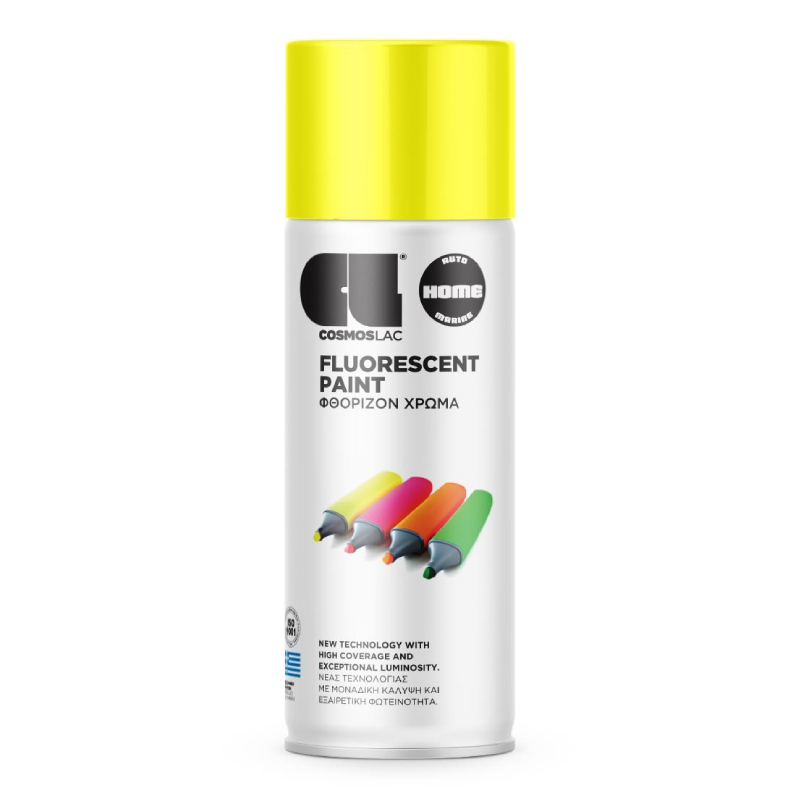 COSMOSLAC®
AUTO
HOME
MARINE
FLUORESCENT
PAINT
ΦΘΟΡΙΖΟΝ ΧΡΩΜΑ
NEW TECHNOLOGY WITH
HIGH COVERAGE AND
EXCEPTIONAL LUMINOSITY.
ΝΕΑΣ ΤΕΧΝΟΛΟΓΙΑΣ
ΜΕ ΜΟΝΑΔΙΚΗ ΚΑΛΥΨΗ ΚΑΙ
ΕΞΑΙΡΕΤΙΚΗ ΦΩΤΕΙΝΟΤΗΤΑ.
ISO